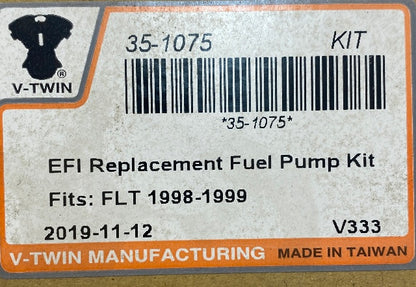 35-1075 KIT
V-TWIN ®
*35-1075*
EFI Replacement Fuel Pump Kit
Fits: FLT 1998-1999
2019-11-12 V333
V-TWIN MANUFACTURING MADE IN TAIWAN